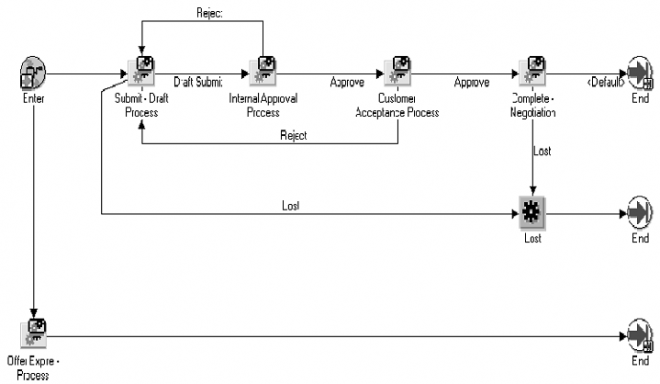 Reject
Enter
Submit - Draft
Process
Draft Submit
Internal Approval
Process
Approve
Customer
Acceptance Process
Approve
Complete -
Negotiation
<Default>
End
Reject
Lost
Lost
Lost
End
Offer Expire -
Process
End